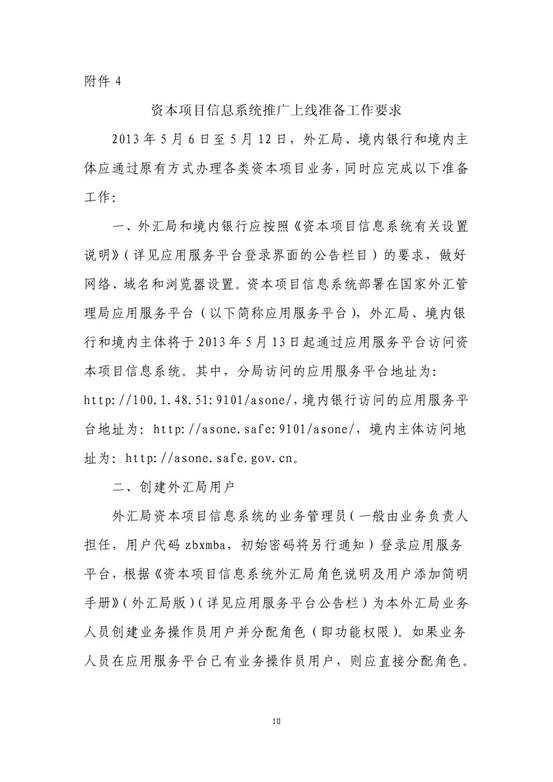 附件 4
资本项目信息系统推广上线准备工作要求
2013 年 5 月 6 日至 5 月 12 日，外汇局、境内银行和境内主
体应通过原有方式办理各类资本项目业务，同时应完成以下准备
工作：
一、外汇局和境内银行应按照《资本项目信息系统有关设置
说明》（详见应用服务平台登录界面的公告栏目）的要求，做好
网络、域名和浏览器设置。资本项目信息系统部署在国家外汇管
理局应用服务平台（以下简称应用服务平台），外汇局、境内银
行和境内主体将于 2013 年 5 月 13 日起通过应用服务平台访问资
本项目信息系统。其中，分局访问的应用服务平台地址为：
http://100.1.48.51:9101/asone/，境内银行访问的应用服务平
台地址为：http://asone.safe:9101/asone/，境内主体访问地
址为：http://asone.safe.gov.cn。
二、创建外汇局用户
外汇局资本项目信息系统的业务管理员（一般由业务负责人
担任，用户代码 zbxmba，初始密码将另行通知）登录应用服务
平台，根据《资本项目信息系统外汇局角色说明及用户添加简明
手册》（外汇局版）（详见应用服务平台公告栏）为本外汇局业务
人员创建业务操作员用户并分配角色（即功能权限）。如果业务
人员在应用服务平台已有业务操作员用户，则应直接分配角色。
10